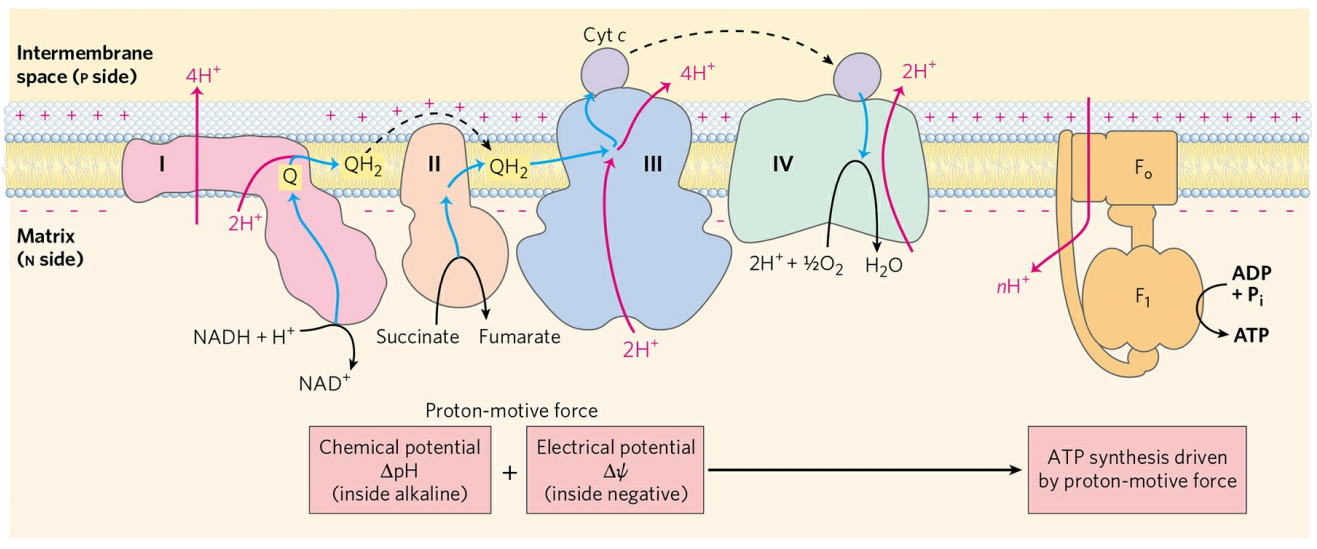 Intermembrane
space (P side)
4H⁺
Cyt c
4H⁺
2H⁺
I
Q
QH₂
II
QH₂
III
IV
Fₒ
2H⁺
Matrix
(N side)
2H⁺ + ½O₂
H₂O
nH⁺
F₁
ADP
+ Pᵢ
ATP
NADH + H⁺
NAD⁺
Succinate
Fumarate
2H⁺
Proton-motive force
Chemical potential
ΔpH
(inside alkaline)
+
Electrical potential
Δψ
(inside negative)
ATP synthesis driven
by proton-motive force